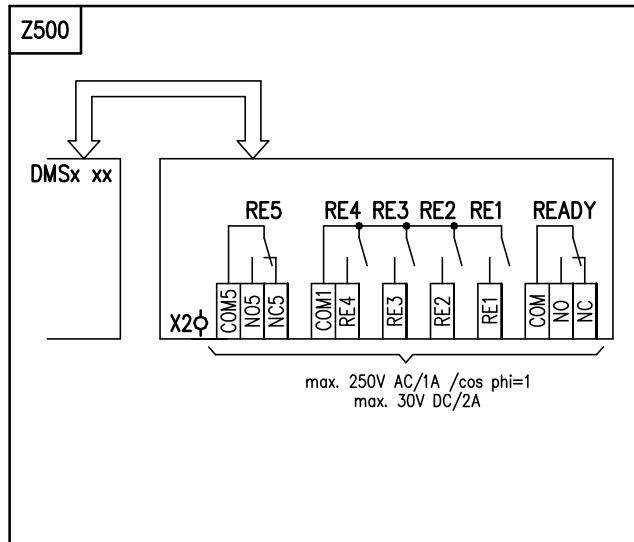 Z500
DMSx xx
RE5 RE4 RE3 RE2 RE1 READY
X2
COM5 NO5 NC5 COM1 RE4 RE3 RE2 RE1 COM NO NC
max. 250V AC/1A /cos phi=1
max. 30V DC/2A